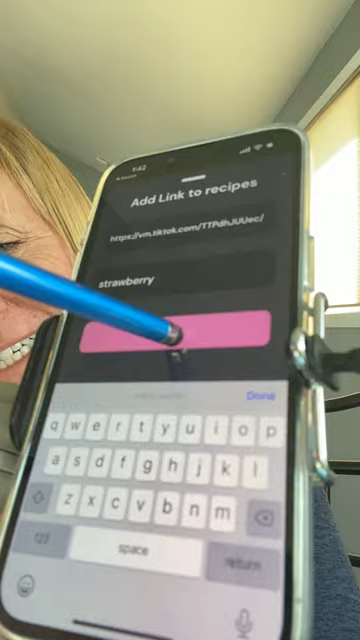 1:42
Add Link to recipes
https://vm.tiktok.com/TTPdhJUUec/
strawberry
Done
q w e r t y u i o p
a s d f g h j k l
z x c v b n m
123 space return